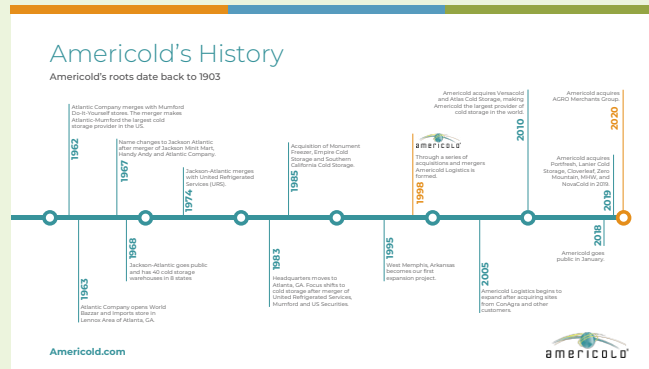 Americold's History
Americold's roots date back to 1903
Atlantic Company merges with Mumford
Do-It-Yourself stores. The merger makes
Atlantic-Mumford the largest cold
storage provider in the US.
1962
Name changes to Jackson Atlantic
after merger of Jackson Minit Mart,
Handy Andy and Atlantic Company.
1967
Jackson-Atlantic merges
with United Refrigerated
Services (URS).
1974
Acquisition of Monument
Freezer, Empire Cold
Storage and Southern
California Cold Storage.
1985
AMERICOLD
Through a series of
acquisitions and mergers
Americold Logistics is
formed.
1998
Americold acquires Versacold
and Atlas Cold Storage, making
Americold the largest provider of
cold storage in the world.
2010
Americold acquires
AGRO Merchants Group.
2020
Americold acquires
Portfresh, Lanier Cold
Storage, Cloverleaf, Zero
Mountain, MHW, and
NovaCold in 2019.
2019
1963
Atlantic Company opens World
Bazaar and Imports store in
Lennox Area of Atlanta, GA.
1968
Jackson-Atlantic goes public
and has 40 cold storage
warehouses in 8 states
1983
Headquarters moves to
Atlanta, GA. Focus shifts to
cold storage after merger of
United Refrigerated Services,
Mumford and US Securities.
1995
West Memphis, Arkansas
becomes our first
expansion project.
2005
Americold Logistics begins to
expand after acquiring sites
from ConAgra and other
customers.
2018
Americold goes
public in January.
Americold.com
AMERICOLD